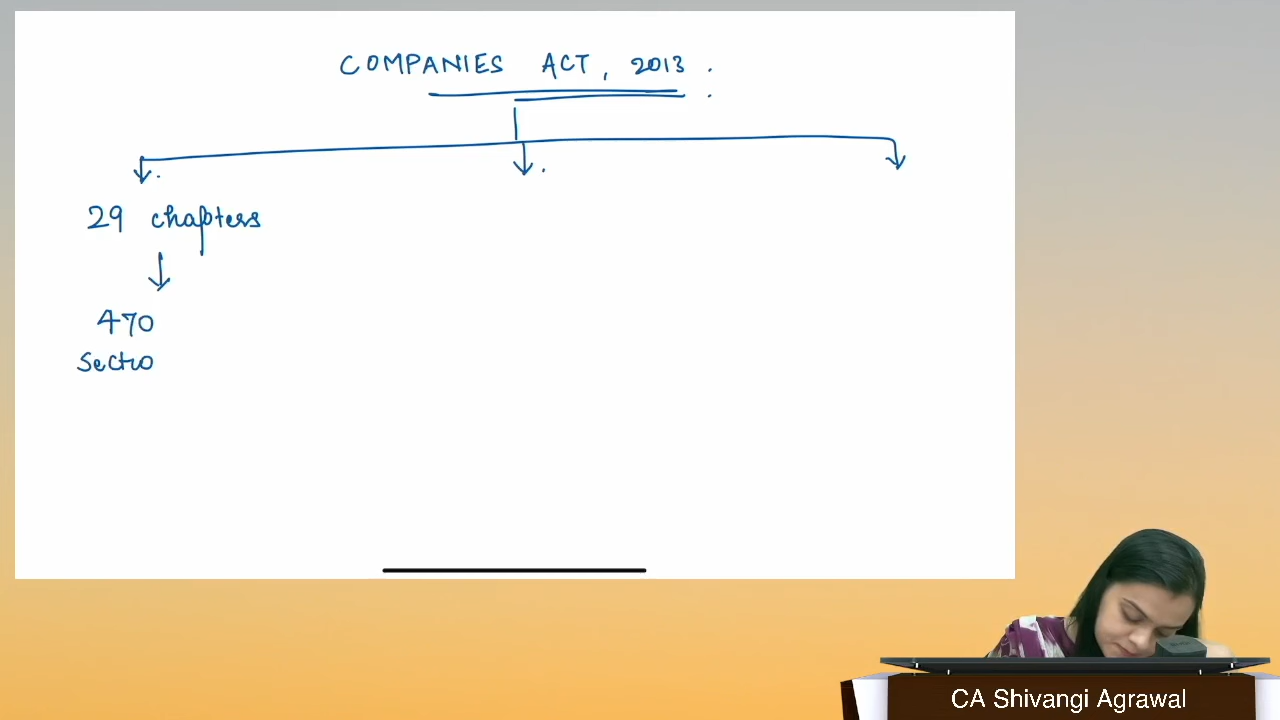 COMPANIES ACT, 2013.
29 chapters
470
Sectio
CA Shivangi Agrawal